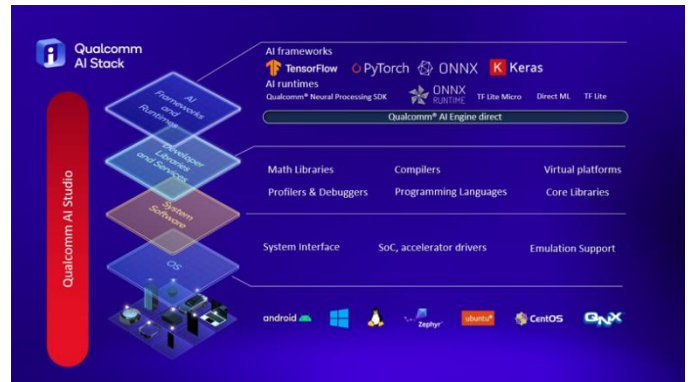 Qualcomm
AI Stack
Qualcomm AI Studio
AI
Frameworks
and
Runtimes
Developer
Libraries
and Services
System
Software
OS
AI frameworks
TensorFlow PyTorch ONNX K Keras
AI runtimes
Qualcomm® Neural Processing SDK ONNX RUNTIME TF Lite Micro Direct ML TF Lite
Qualcomm® AI Engine direct
Math Libraries Compilers Virtual platforms
Profilers & Debuggers Programming Languages Core Libraries
System Interface SoC, accelerator drivers Emulation Support
android Zephyr ubuntu® CentOS QNX